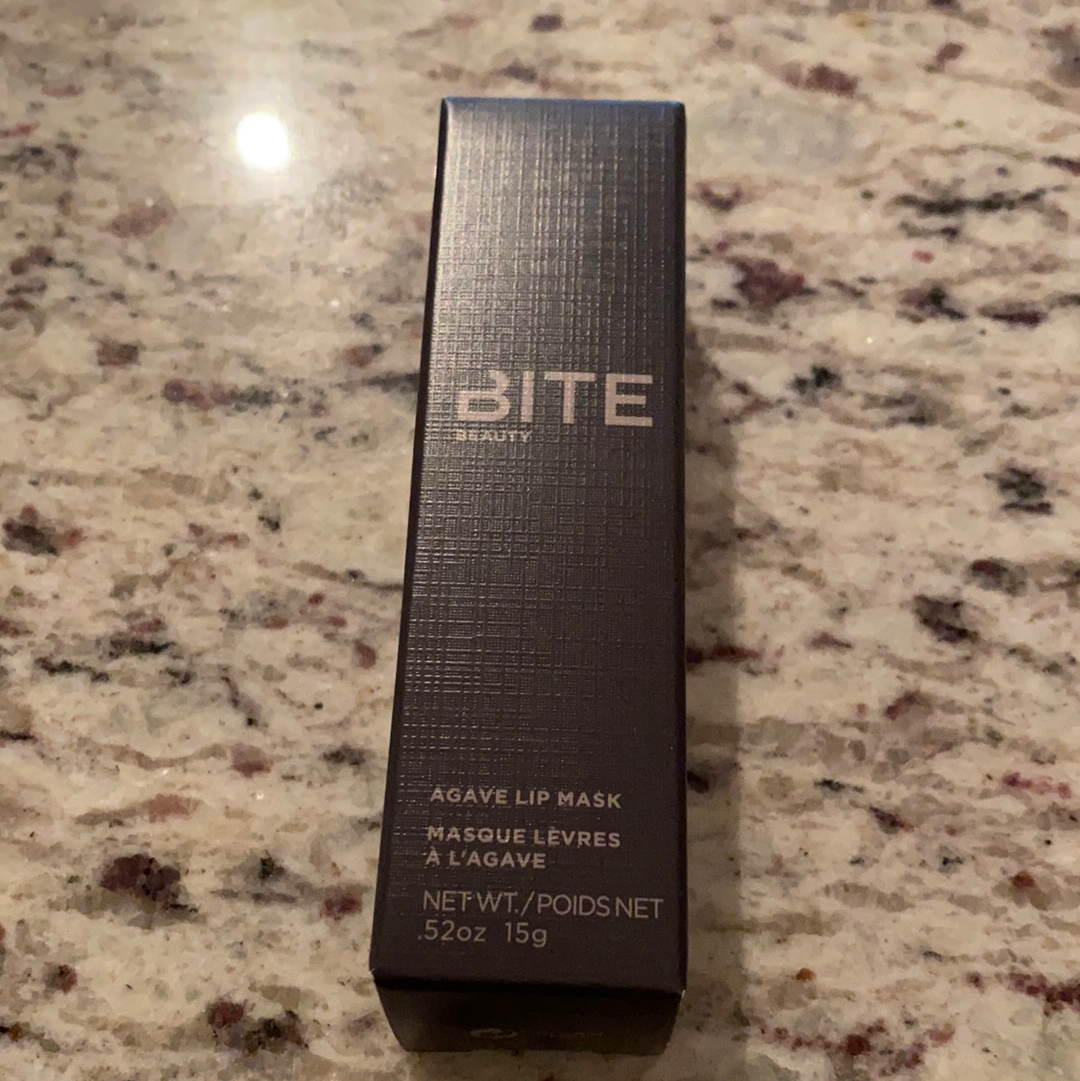 BITE
BEAUTY
AGAVE LIP MASK
MASQUE LÈVRES
À L'AGAVE
NET WT./POIDS NET
.52oz 15g